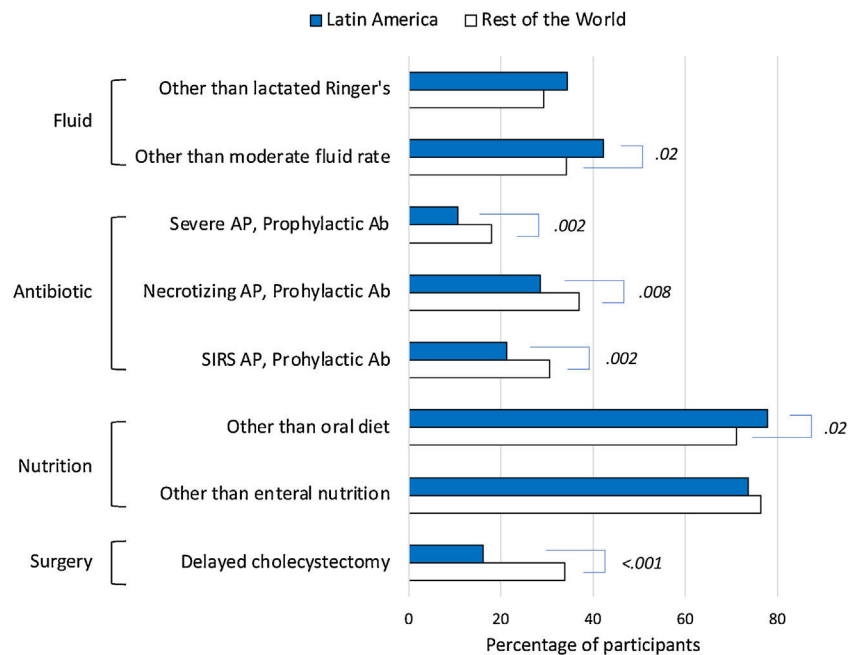 Latin America Rest of the World
Fluid
Other than lactated Ringer's
Other than moderate fluid rate .02
Antibiotic
Severe AP, Prophylactic Ab .002
Necrotizing AP, Prohylactic Ab .008
SIRS AP, Prohylactic Ab .002
Nutrition
Other than oral diet .02
Other than enteral nutrition
Surgery
Delayed cholecystectomy <.001
0 20 40 60 80
Percentage of participants